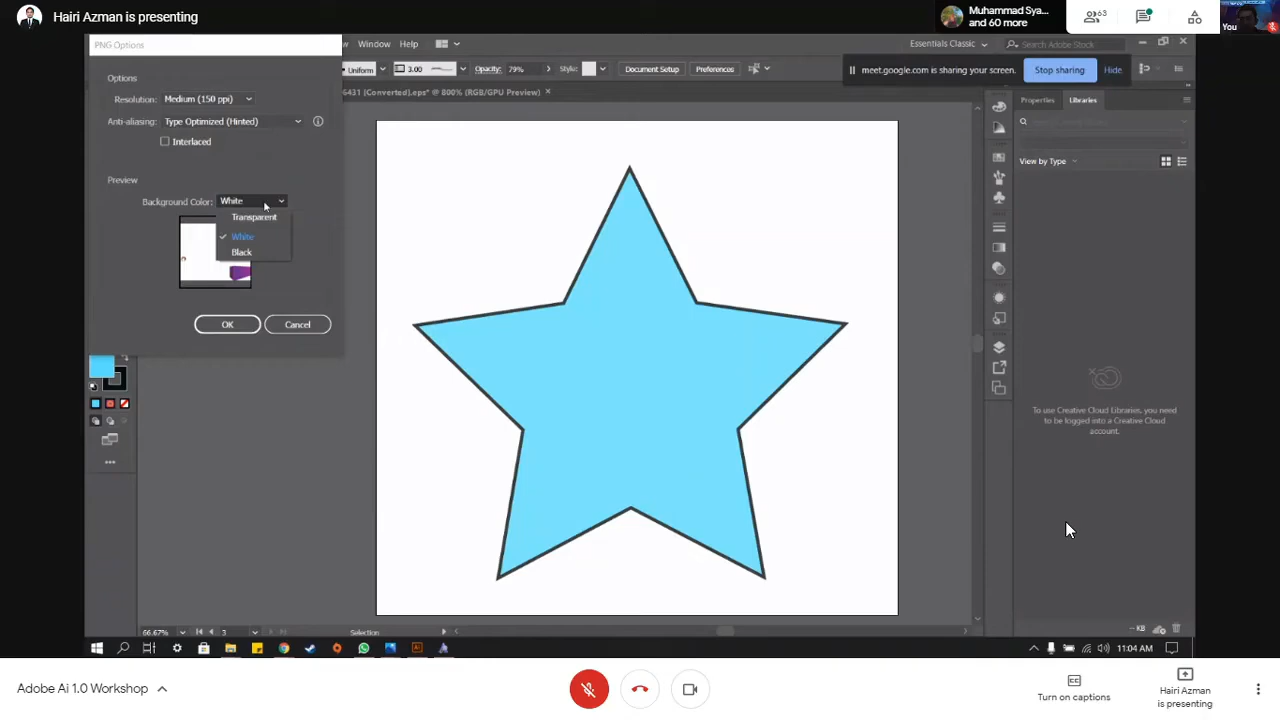 Hairi Azman is presenting
Muhammad Sya...
and 60 more
63
You
PNG Options
Window
Help
Essentials Classic
Search Adobe Stock
Uniform
3.00
Opacity:
79%
Style:
Document Setup
Preferences
meet.google.com is sharing your screen.
Stop sharing
Hide
6431 [Converted].eps* @ 800% (RGB/GPU Preview)
Options
Resolution: Medium (150 ppi)
Anti-aliasing: Type Optimized (Hinted)
Interlaced
Preview
Background Color: White
Transparent
White
Black
OK
Cancel
Properties
Libraries
View by Type
To use Creative Cloud Libraries, you need
to be logged into a Creative Cloud
account.
66.67%
3
Selection
-- KB
11:04 AM
Adobe Ai 1.0 Workshop
Turn on captions
Hairi Azman
is presenting